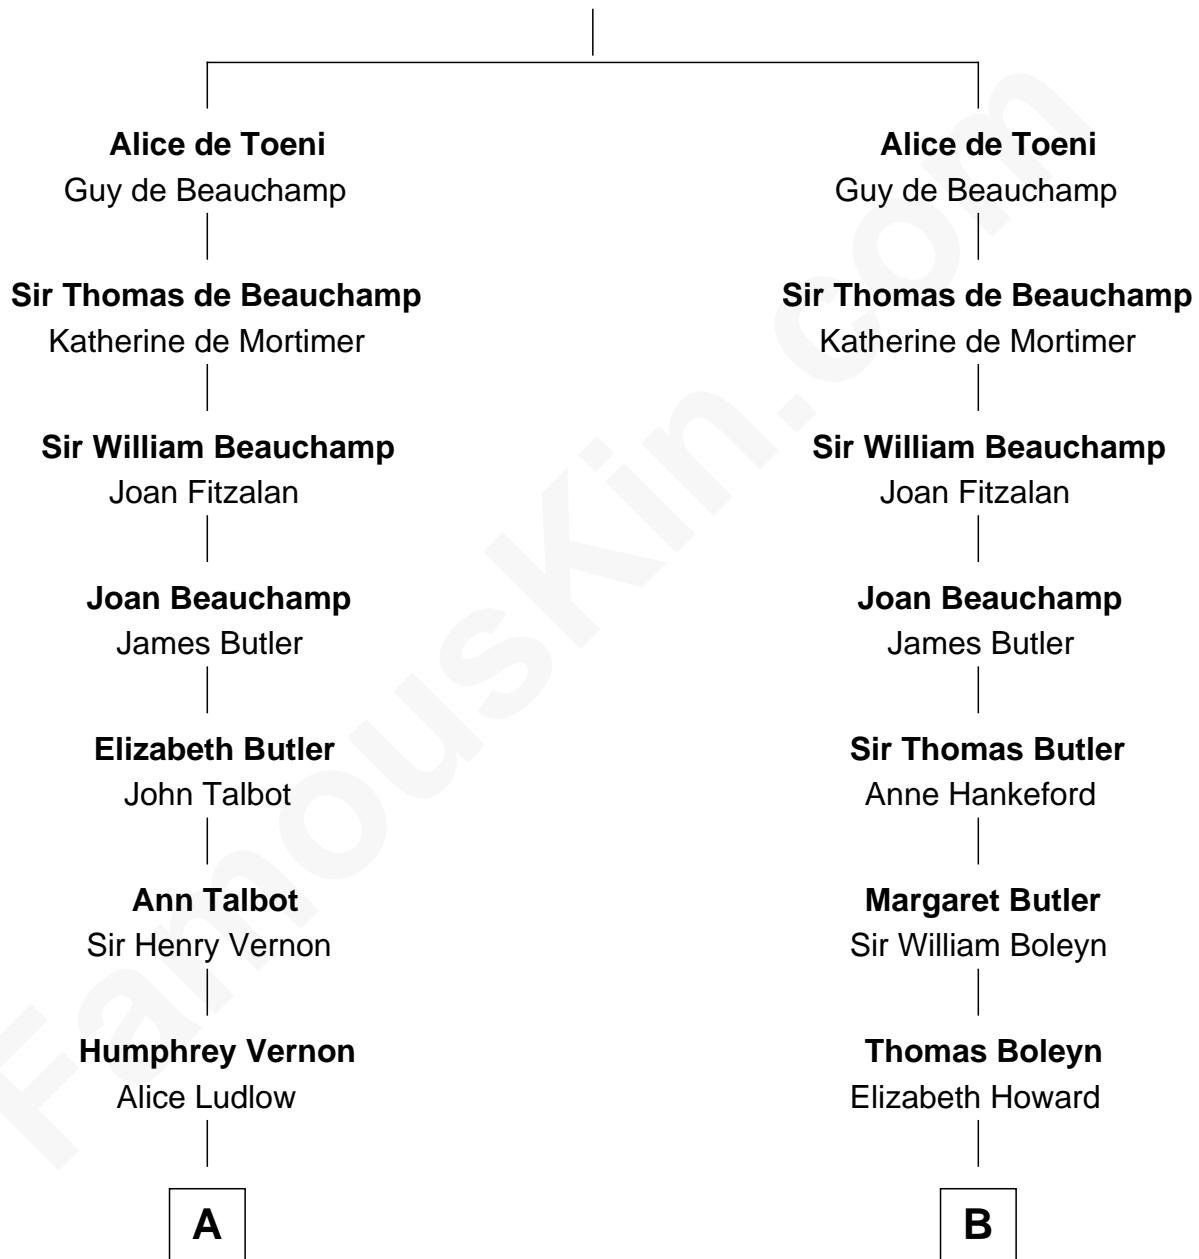 Alice de Toeni
Guy de Beauchamp
Sir Thomas de Beauchamp
Katherine de Mortimer
Sir William Beauchamp
Joan Fitzalan
Joan Beauchamp
James Butler
Elizabeth Butler
John Talbot
Ann Talbot
Sir Henry Vernon
Humphrey Vernon
Alice Ludlow
A
Alice de Toeni
Guy de Beauchamp
Sir Thomas de Beauchamp
Katherine de Mortimer
Sir William Beauchamp
Joan Fitzalan
Joan Beauchamp
James Butler
Sir Thomas Butler
Anne Hankeford
Margaret Butler
Sir William Boleyn
Thomas Boleyn
Elizabeth Howard
B
FamousKin.com